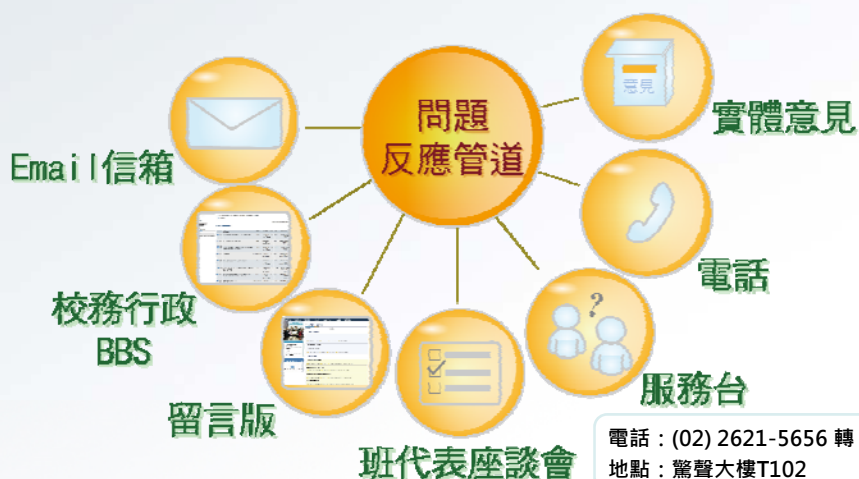 問題
反應管道
意見
實體意見
Email信箱
電話
校務行政
BBS
服務台
留言版
班代表座談會
?
電話：(02) 2621-5656 轉
地點：驚聲大樓T102